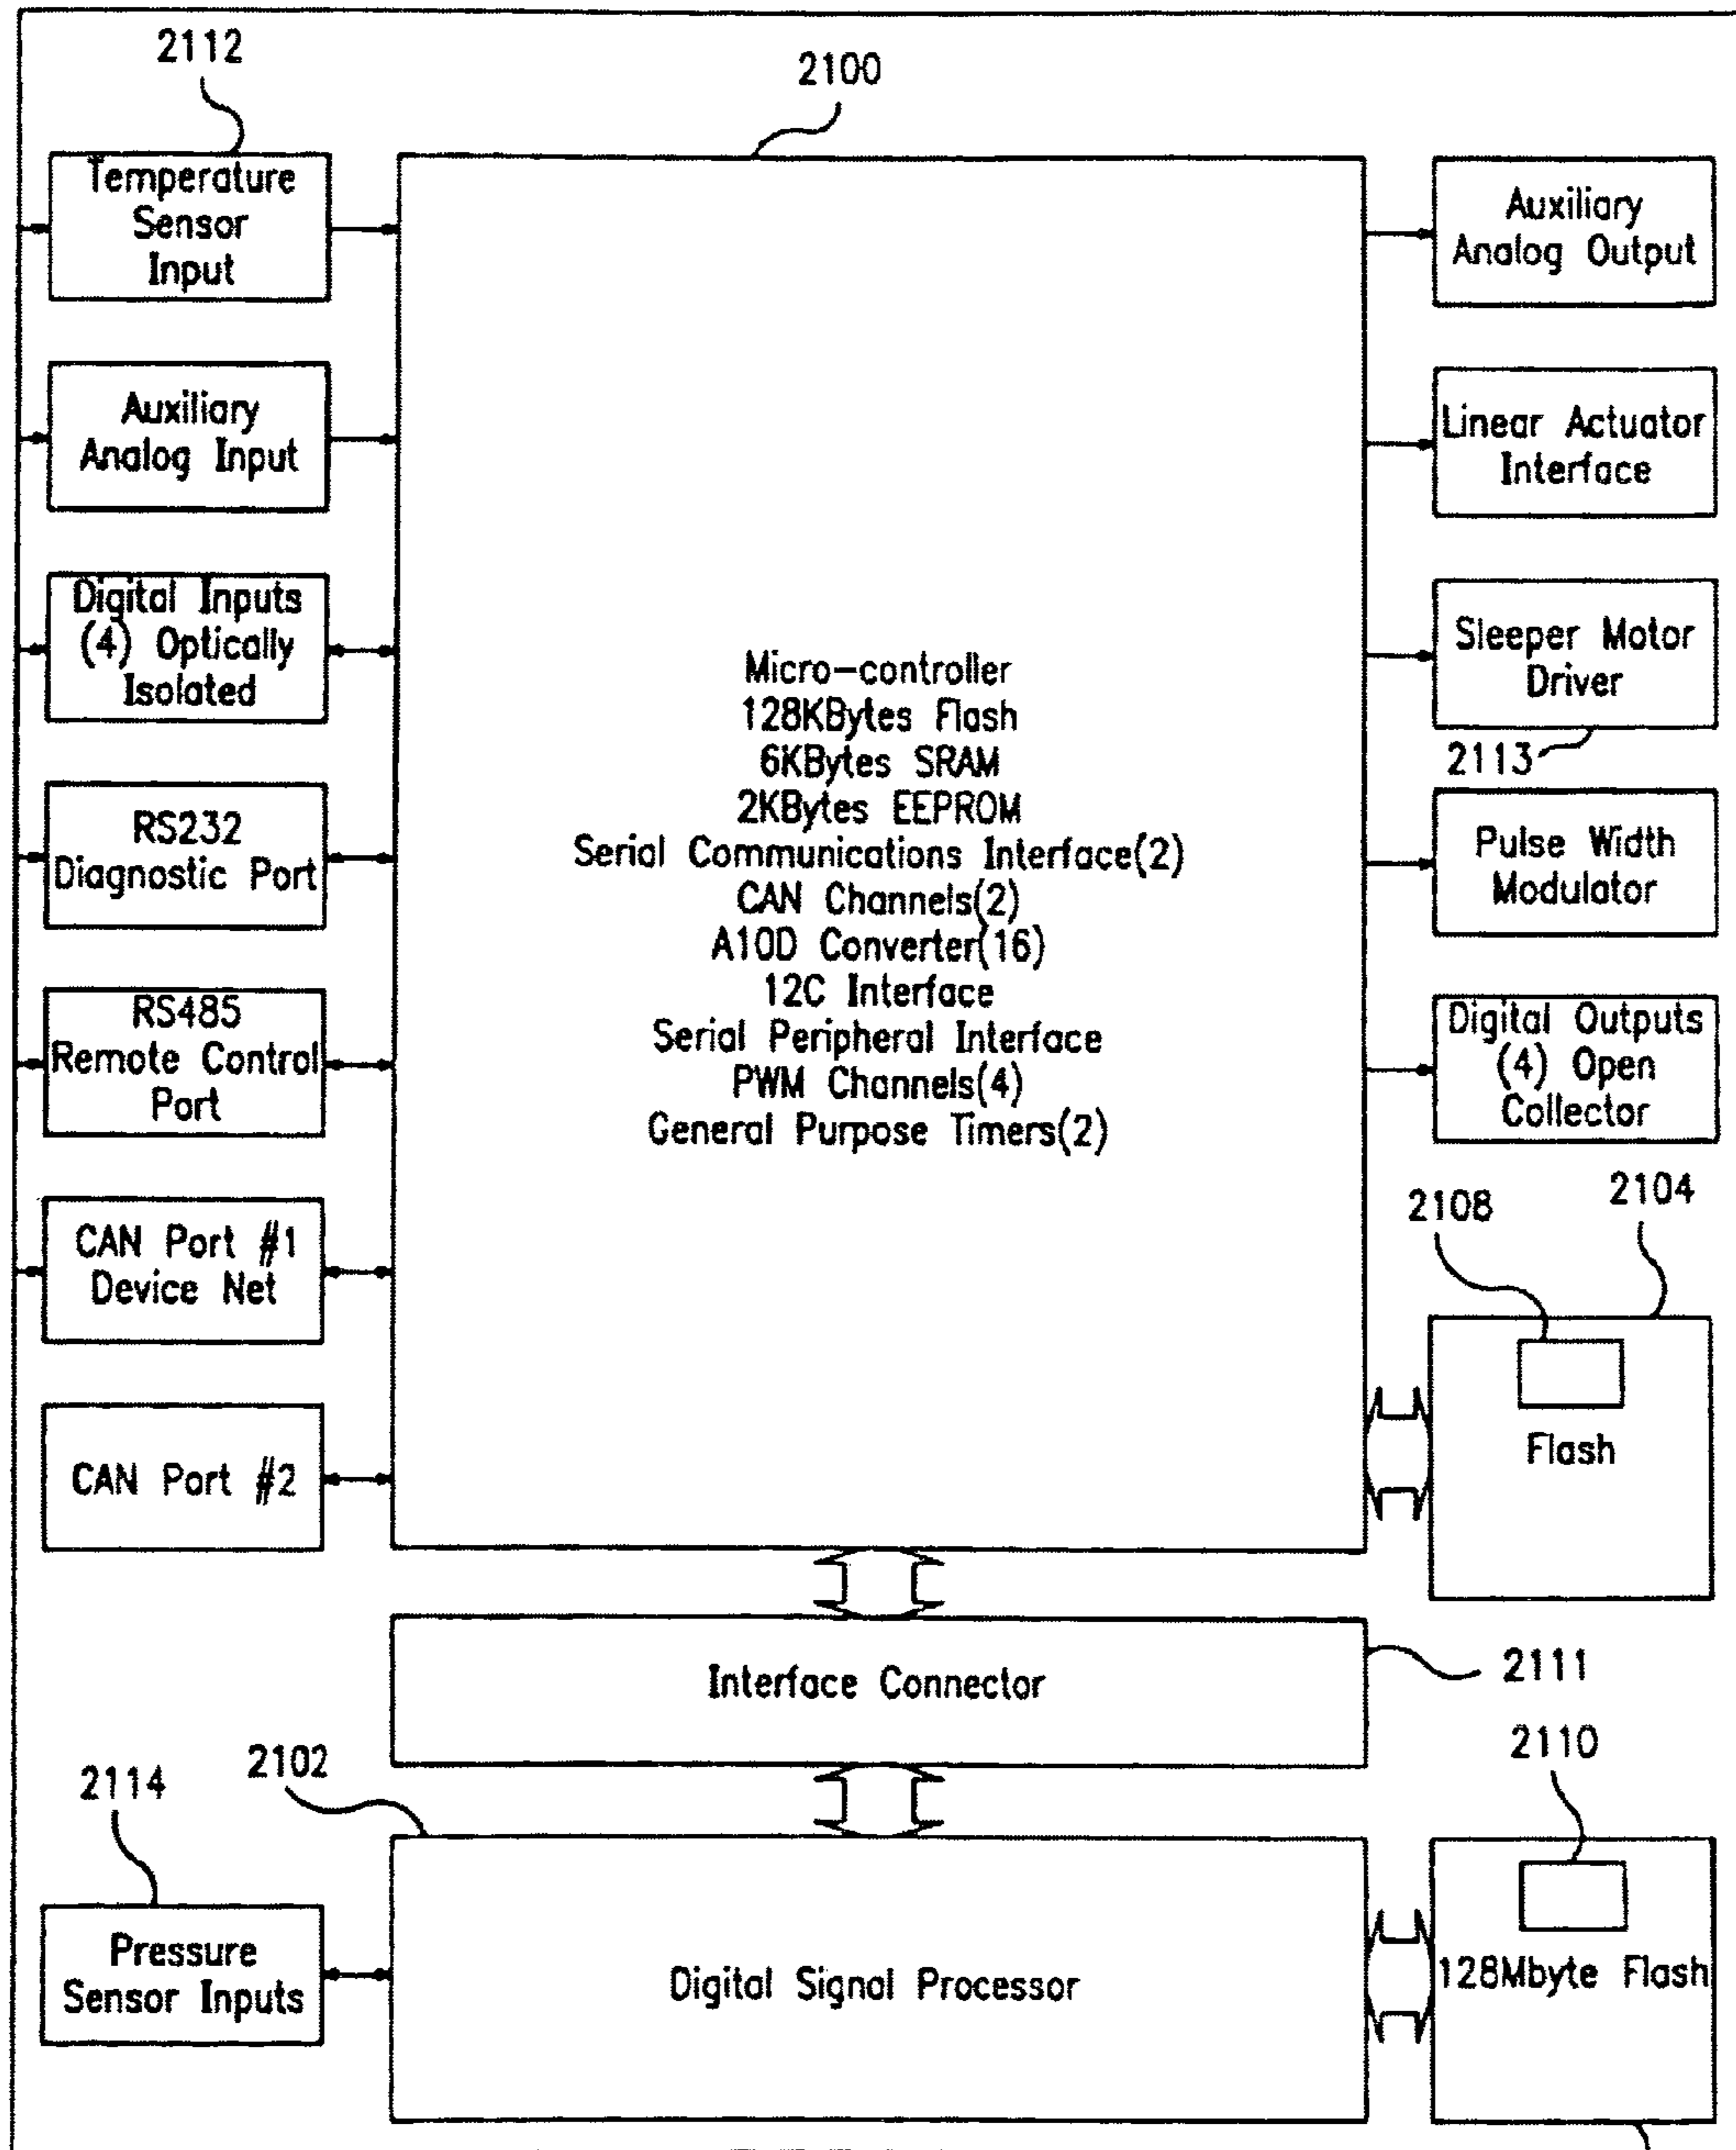 2112
2100
Temperature
Sensor
Input
Auxiliary
Analog Input
Digital Inputs
(4) Optically
Isolated
RS232
Diagnostic Port
RS485
Remote Control
Port
CAN Port #1
Device Net
CAN Port #2
Micro-controller
128KBytes Flash
6KBytes SRAM
2KBytes EEPROM
Serial Communications Interface(2)
CAN Channels(2)
A10D Converter(16)
12C Interface
Serial Peripheral Interface
PWM Channels(4)
General Purpose Timers(2)
Auxiliary
Analog Output
Linear Actuator
Interface
Sleeper Motor
Driver
2113
Pulse Width
Modulator
Digital Outputs
(4) Open
Collector
2108
2104
Flash
Interface Connector
2111
2114
2102
2110
Pressure
Sensor Inputs
Digital Signal Processor
128Mbyte Flash